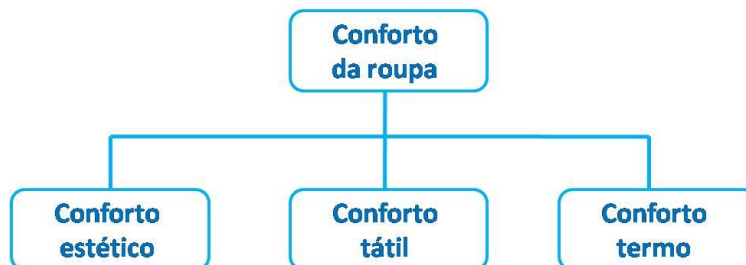 Conforto
da roupa
Conforto
estético
Conforto
tátil
Conforto
termo